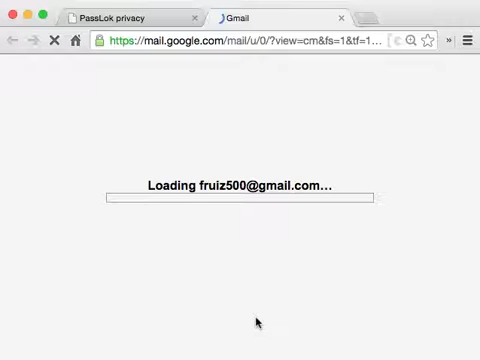 PassLok privacy
Gmail
https://mail.google.com/mail/u/0/?view=cm&fs=1&tf=1...
Loading fruiz500@gmail.com...